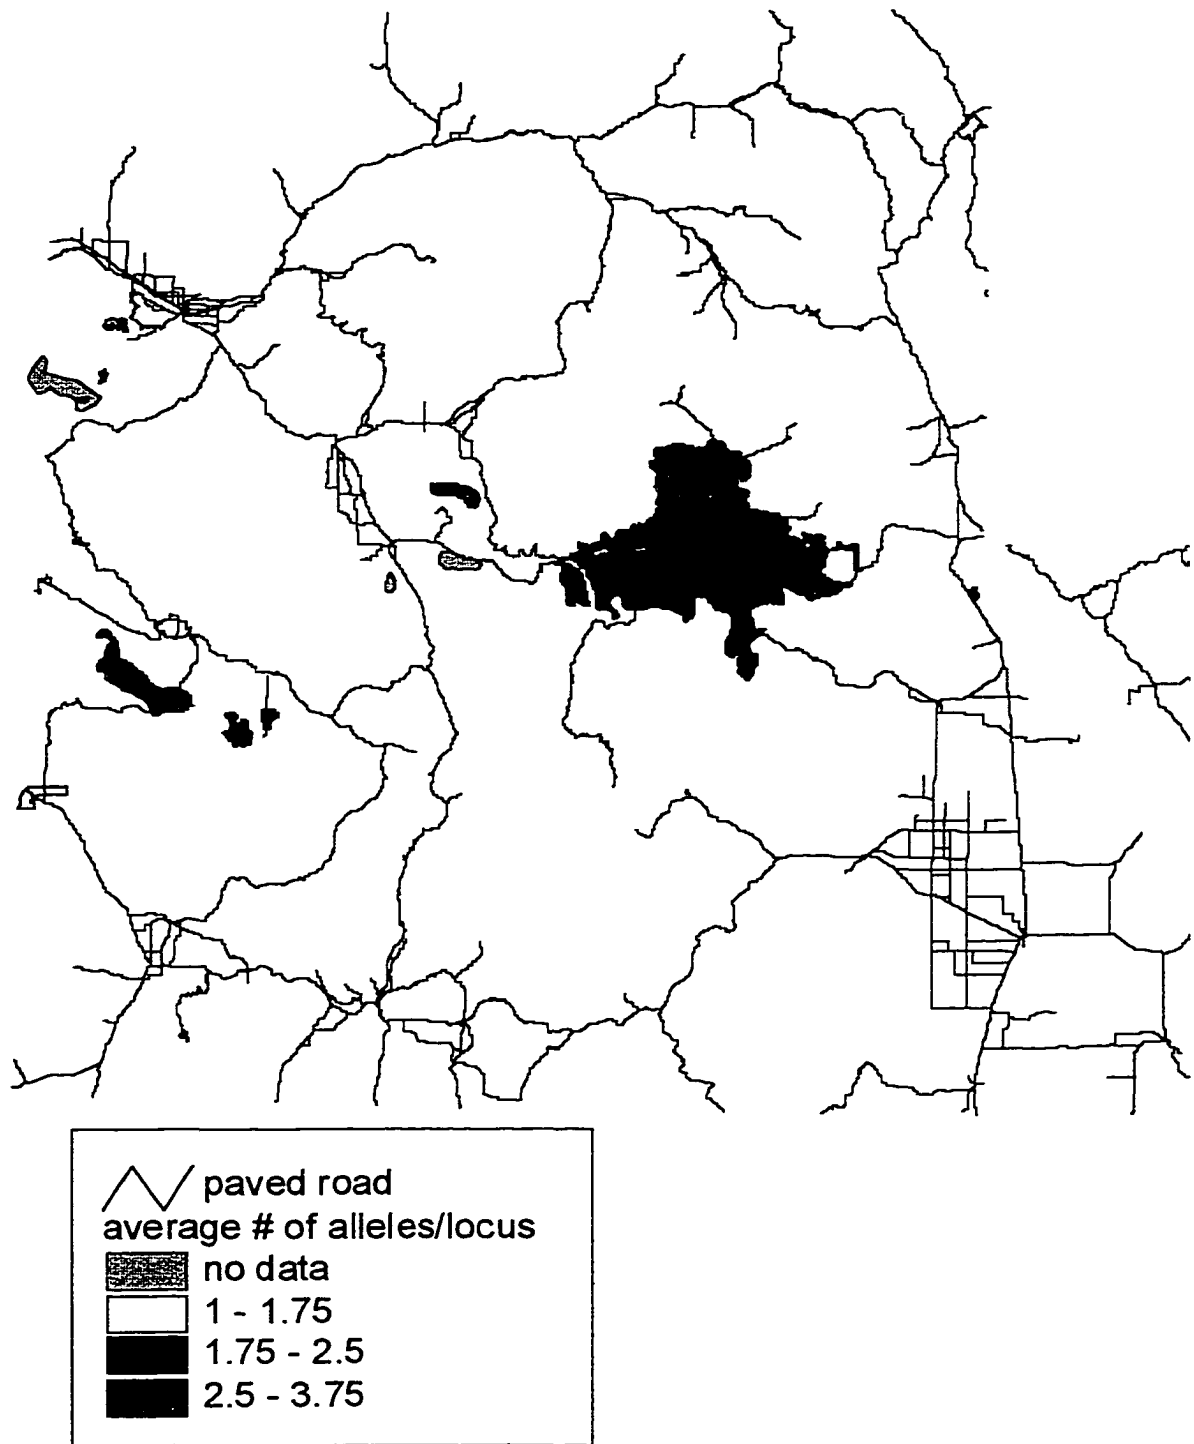 paved road
average # of alleles/locus
no data
1 - 1.75
1.75 - 2.5
2.5 - 3.75